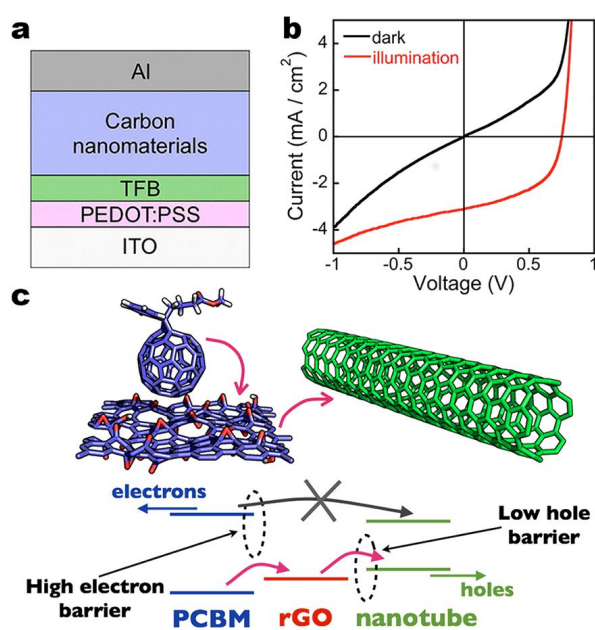 a
Al
Carbon
nanomaterials
TFB
PEDOT:PSS
ITO
b
dark
illumination
Current (mA / cm²)
4
2
0
-2
-4
-1
-0.5
0
0.5
1
Voltage (V)
c
electrons
Low hole
barrier
High electron
barrier
PCBM
rGO
nanotube
holes